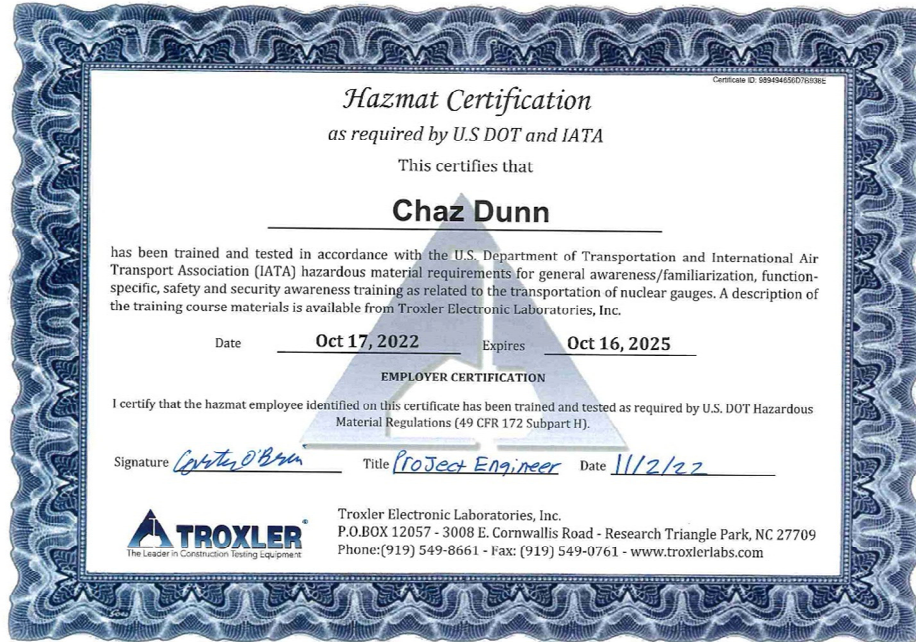 Certificate ID: 989494656D7B938E
Hazmat Certification
as required by U.S DOT and IATA
This certifies that
Chaz Dunn
has been trained and tested in accordance with the U.S. Department of Transportation and International Air
Transport Association (IATA) hazardous material requirements for general awareness/familiarization, function-
specific, safety and security awareness training as related to the transportation of nuclear gauges. A description of
the training course materials is available from Troxler Electronic Laboratories, Inc.
Date Oct 17, 2022 Expires Oct 16, 2025
EMPLOYER CERTIFICATION
I certify that the hazmat employee identified on this certificate has been trained and tested as required by U.S. DOT Hazardous
Material Regulations (49 CFR 172 Subpart H).
Signature O'Brien Title Project Engineer Date 11/2/22
TROXLER
The Leader in Construction Testing Equipment
Troxler Electronic Laboratories, Inc.
P.O.BOX 12057 - 3008 E. Cornwallis Road - Research Triangle Park, NC 27709
Phone:(919) 549-8661 - Fax: (919) 549-0761 - www.troxlerlabs.com